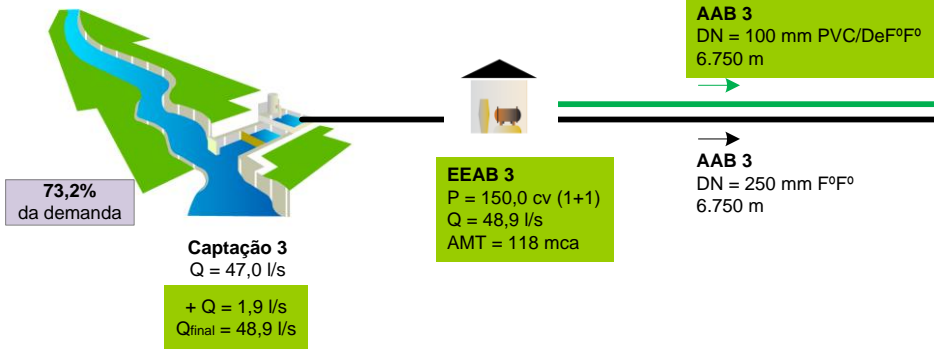 AAB 3
DN = 100 mm PVC/DeFºFº
6.750 m
AAB 3
DN = 250 mm FºFº
6.750 m
EEAB 3
P = 150,0 cv (1+1)
Q = 48,9 l/s
AMT = 118 mca
73,2%
da demanda
Captação 3
Q = 47,0 l/s
+ Q = 1,9 l/s
Qfinal = 48,9 l/s